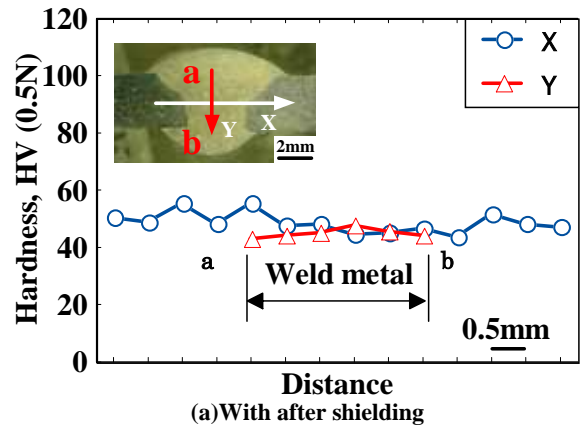 120
100
80
60
40
20
0
Hardness, HV (0.5N)
X
Y
a
b
Y
X
2mm
a
b
Weld metal
0.5mm
Distance
(a)With after shielding